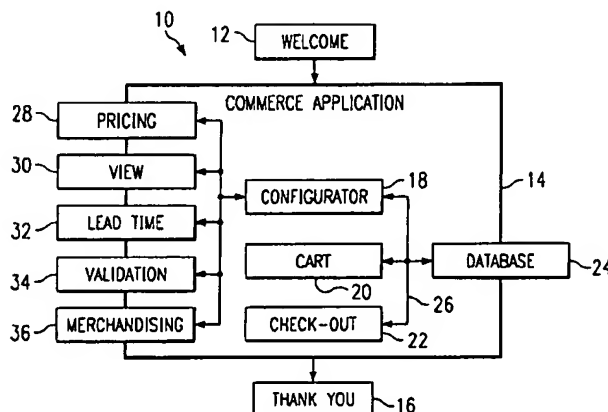 10
12
WELCOME
COMMERCE APPLICATION
28
PRICING
30
VIEW
18
CONFIGURATOR
14
32
LEAD TIME
CART
20
DATABASE
24
34
VALIDATION
26
36
MERCHANDISING
CHECK-OUT
22
THANK YOU
16